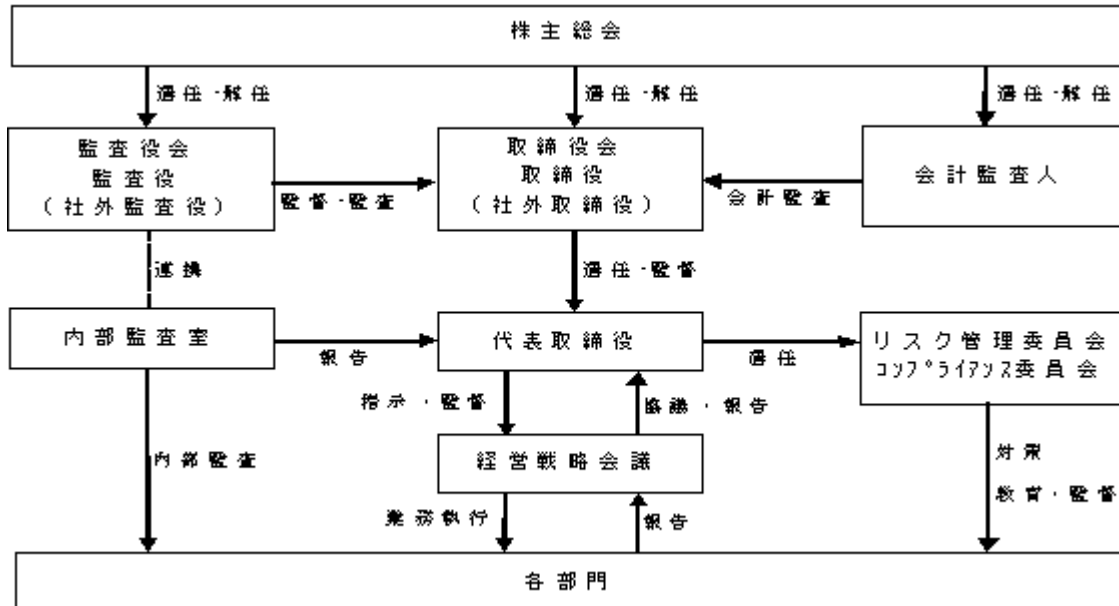 株主総会
選任・解任
選任・解任
選任・解任
監査役会
監査役
(社外監査役)
監督・監査
取締役会
取締役
(社外取締役)
会計監査
会計監査人
連携
選任・監督
内部監査室
報告
代表取締役
選任
リスク管理委員会
コンプライアンス委員会
指示・監督
協議・報告
内部監査
経営戦略会議
対策
教育・監督
業務執行
報告
各部門